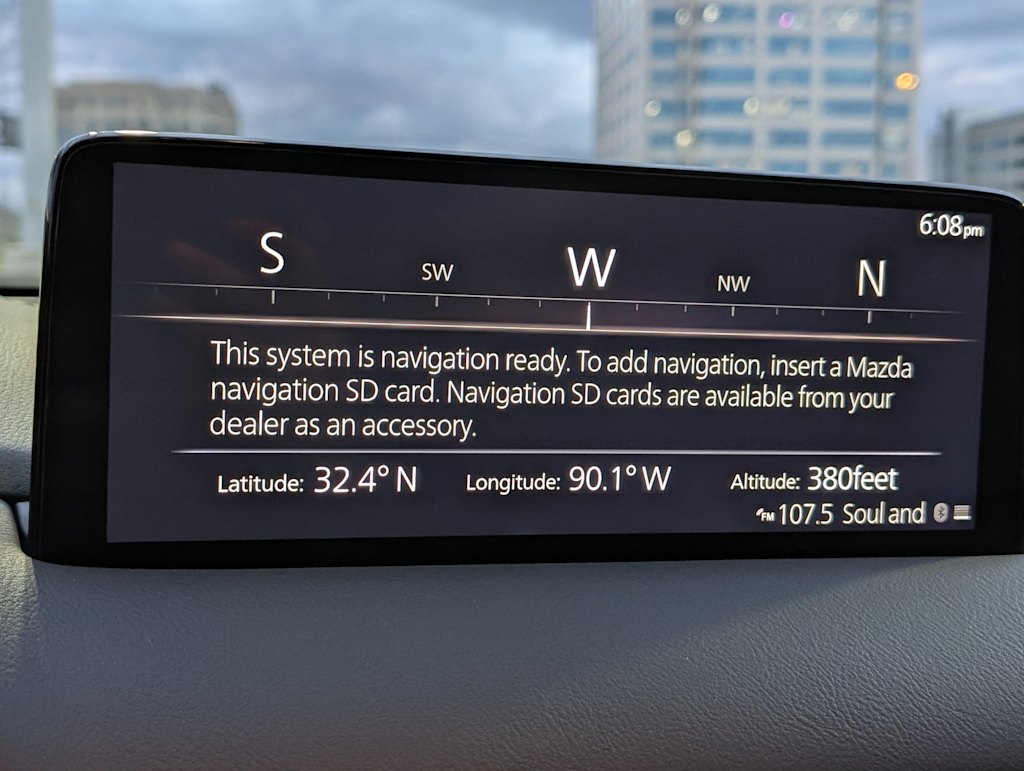 6:08pm
S SW W NW N
This system is navigation ready. To add navigation, insert a Mazda
navigation SD card. Navigation SD cards are available from your
dealer as an accessory.
Latitude: 32.4° N Longitude: 90.1° W Altitude: 380feet
FM 107.5 Soul and